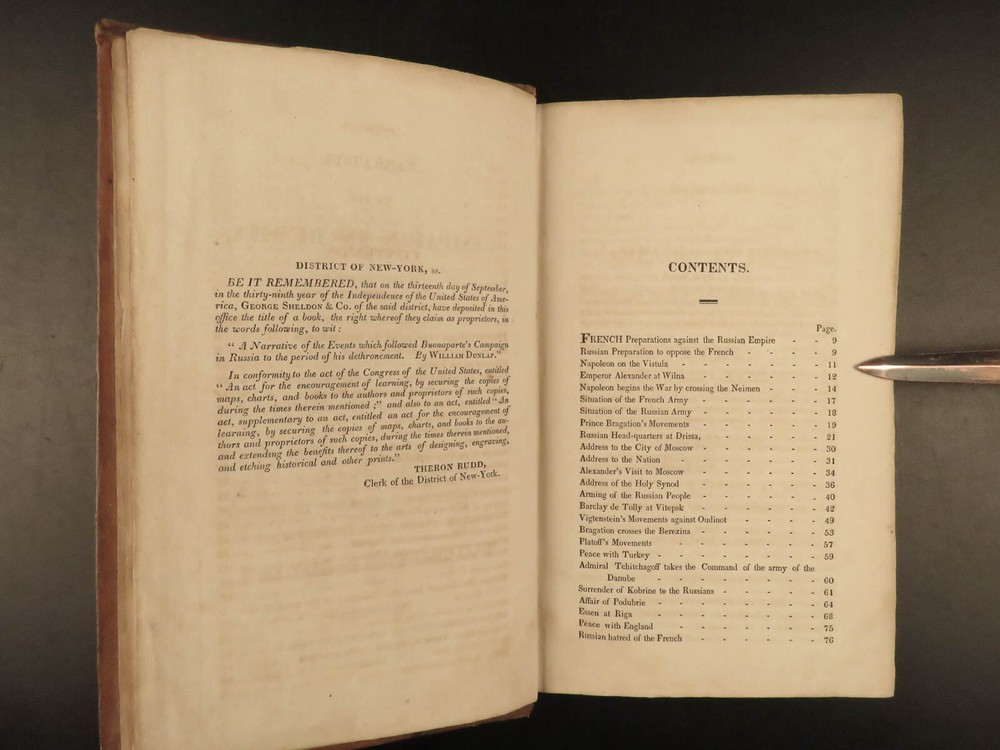 DISTRICT OF NEW-YORK, ss.
BE IT REMEMBERED, that on the thirteenth day of September,
in the thirty-ninth year of the Independence of the United States of Ame-
rica, GEORGE SHELDON & CO. of the said district, have deposited in this
office the title of a book, the right whereof they claim as proprietors, in
the words following, to wit:
"A Narrative of the Events which followed Buonaparte's Campaign
in Russia to the period of his dethronement. By WILLIAM DUNLAP."
In conformity to the act of the Congress of the United States, entitled
"An act for the encouragement of learning, by securing the copies of
maps, charts, and books to the authors and proprietors of such copies,
during the times therein mentioned;" and also to an act, entitled "An
act, supplementary to an act, entitled an act for the encouragement of
learning, by securing the copies of maps, charts, and books to the au-
thors and proprietors of such copies, during the times therein mentioned,
and extending the benefits thereof to the arts of designing, engraving,
and etching historical and other prints."
THERON RUDD,
Clerk of the District of New-York.
CONTENTS.
Page.
FRENCH Preparations against the Russian Empire - - 9
Russian Preparation to oppose the French - - - - 9
Napoleon on the Vistula - - - - - - 11
Emperor Alexander at Wilna - - - - - - 12
Napoleon begins the War by crossing the Neimen - - - 14
Situation of the French Army - - - - - 17
Situation of the Russian Army - - - - - - 18
Prince Bragation's Movements - - - - - 19
Russian Head-quarters at Drissa, - - - - - 21
Address to the City of Moscow - - - - - - 30
Address to the Nation - - - - - - 31
Alexander's Visit to Moscow - - - - - - 34
Address of the Holy Synod - - - - - - 36
Arming of the Russian People - - - - - - 40
Barclay de Tolly at Vitepsk - - - - - - 42
Vigtenstein's Movements against Oudinot - - - - 49
Bragation crosses the Berezina - - - - - - 53
Platoff's Movements - - - - - - 57
Peace with Turkey - - - - - - - - 59
Admiral Tchitchagoff takes the Command of the army of the
Danube - - - - - - - - 60
Surrender of Kobrine to the Russians - - - - - 61
Affair of Podubrie - - - - - - - - 64
Essen at Riga - - - - - - - 68
Peace with England - - - - - - - 75
Russian hatred of the French - - - - - - 76